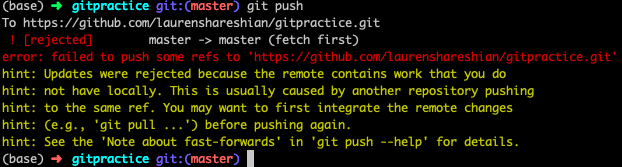 (base) ➜ gitpractice git:(master) git push
To https://github.com/laurenshareshian/gitpractice.git
! [rejected] master -> master (fetch first)
error: failed to push some refs to 'https://github.com/laurenshareshian/gitpractice.git'
hint: Updates were rejected because the remote contains work that you do
hint: not have locally. This is usually caused by another repository pushing
hint: to the same ref. You may want to first integrate the remote changes
hint: (e.g., 'git pull ...') before pushing again.
hint: See the 'Note about fast-forwards' in 'git push --help' for details.
(base) ➜ gitpractice git:(master)